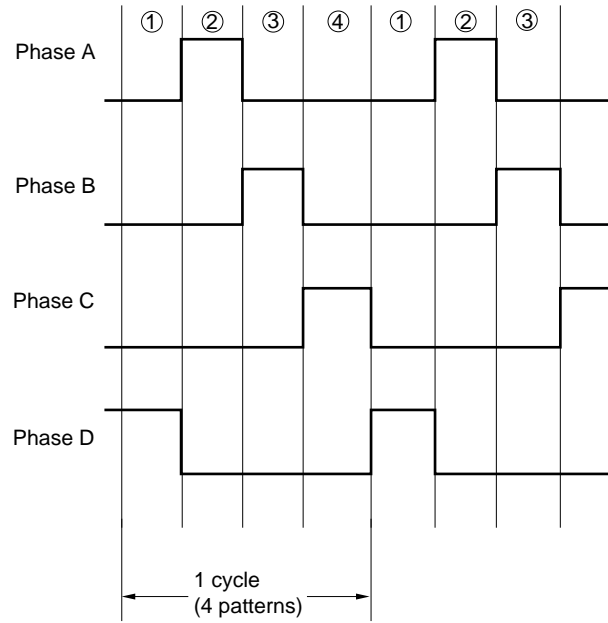 ① ② ③ ④ ① ② ③
Phase A
Phase B
Phase C
Phase D
1 cycle
(4 patterns)